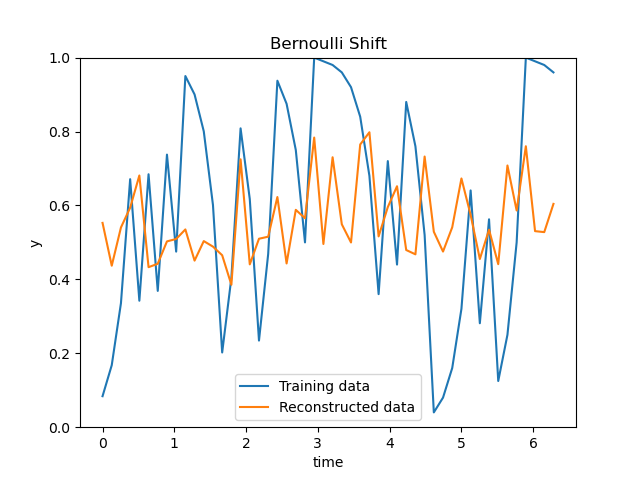 Bernoulli Shift
1.0
0.8
0.6
0.4
0.2
0.0
y
Training data
Reconstructed data
0 1 2 3 4 5 6
time